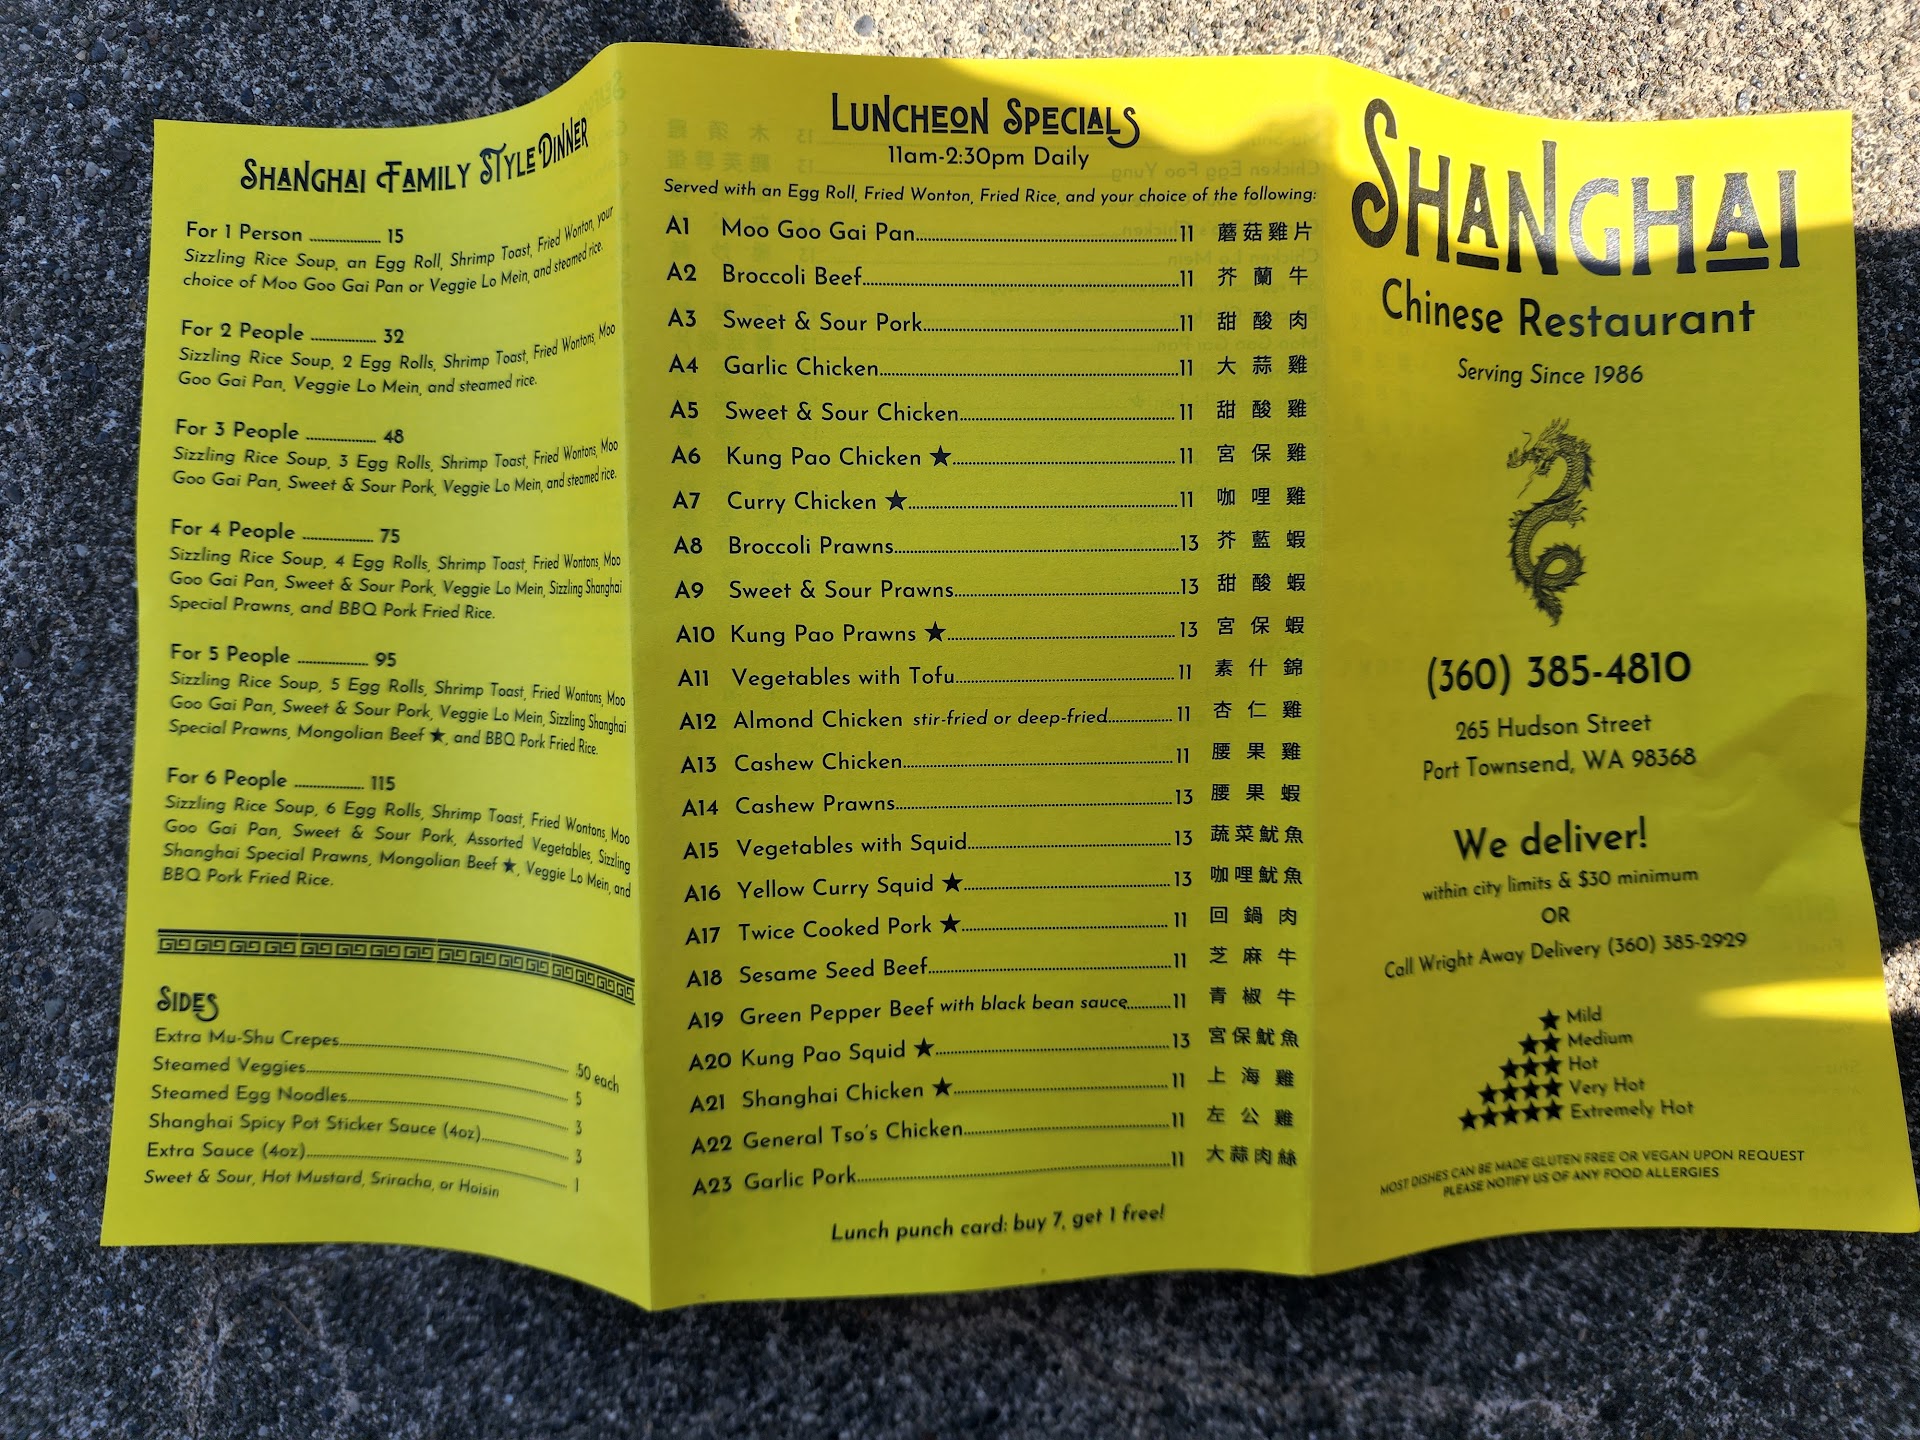 SHANGHAI FAMILY STYLE DINNER
For 1 Person .................. 15
Sizzling Rice Soup, an Egg Roll, Shrimp Toast, Fried Wonton, your
choice of Moo Goo Gai Pan or Veggie Lo Mein, and steamed rice.
For 2 People ................ 32
Sizzling Rice Soup, 2 Egg Rolls, Shrimp Toast, Fried Wontons, Moo
Goo Gai Pan, Veggie Lo Mein, and steamed rice.
For 3 People .................. 48
Sizzling Rice Soup, 3 Egg Rolls, Shrimp Toast, Fried Wontons, Moo
Goo Gai Pan, Sweet & Sour Pork, Veggie Lo Mein, and steamed rice.
For 4 People .................. 75
Sizzling Rice Soup, 4 Egg Rolls, Shrimp Toast, Fried Wontons, Moo
Goo Gai Pan, Sweet & Sour Pork, Veggie Lo Mein, Sizzling Shanghai
Special Prawns, and BBQ Pork Fried Rice.
For 5 People .................. 95
Sizzling Rice Soup, 5 Egg Rolls, Shrimp Toast, Fried Wontons, Moo
Goo Gai Pan, Sweet & Sour Pork, Veggie Lo Mein, Sizzling Shanghai
Special Prawns, Mongolian Beef ★, and BBQ Pork Fried Rice.
For 6 People .................. 115
Sizzling Rice Soup, 6 Egg Rolls, Shrimp Toast, Fried Wontons, Moo
Goo Gai Pan, Sweet & Sour Pork, Assorted Vegetables, Sizzling
Shanghai Special Prawns, Mongolian Beef ★, Veggie Lo Mein, and
BBQ Pork Fried Rice.
SIDES
Extra Mu-Shu Crepes.......... .50 each
Steamed Veggies.......... 5
Steamed Egg Noodles.......... 3
Shanghai Spicy Pot Sticker Sauce (4oz).......... 3
Extra Sauce (4oz).......... 1
Sweet & Sour, Hot Mustard, Sriracha, or Hoisin
LUNCHEON SPECIALS
11am-2:30pm Daily
Served with an Egg Roll, Fried Wonton, Fried Rice, and your choice of the following:
A1 Moo Goo Gai Pan..........11 蘑菇雞片
A2 Broccoli Beef..........11 芥蘭牛
A3 Sweet & Sour Pork..........11 甜酸肉
A4 Garlic Chicken..........11 大蒜雞
A5 Sweet & Sour Chicken..........11 甜酸雞
A6 Kung Pao Chicken ★..........11 宮保雞
A7 Curry Chicken ★..........11 咖哩雞
A8 Broccoli Prawns..........13 芥藍蝦
A9 Sweet & Sour Prawns..........13 甜酸蝦
A10 Kung Pao Prawns ★..........13 宮保蝦
A11 Vegetables with Tofu..........11 素什錦
A12 Almond Chicken stir-fried or deep-fried..........11 杏仁雞
A13 Cashew Chicken..........11 腰果雞
A14 Cashew Prawns..........13 腰果蝦
A15 Vegetables with Squid..........13 蔬菜魷魚
A16 Yellow Curry Squid ★..........13 咖哩魷魚
A17 Twice Cooked Pork ★..........11 回鍋肉
A18 Sesame Seed Beef..........11 芝麻牛
A19 Green Pepper Beef with black bean sauce..........11 青椒牛
A20 Kung Pao Squid ★..........13 宮保魷魚
A21 Shanghai Chicken ★..........11 上海雞
A22 General Tso's Chicken..........11 左公雞
A23 Garlic Pork..........11 大蒜肉絲
Lunch punch card: buy 7, get 1 free!
SHANGHAI
Chinese Restaurant
Serving Since 1986
(360) 385-4810
265 Hudson Street
Port Townsend, WA 98368
We deliver!
within city limits & $30 minimum
OR
Call Wright Away Delivery (360) 385-2929
★ Mild
★★ Medium
★★★ Hot
★★★★ Very Hot
★★★★★ Extremely Hot
MOST DISHES CAN BE MADE GLUTEN FREE OR VEGAN UPON REQUEST
PLEASE NOTIFY US OF ANY FOOD ALLERGIES